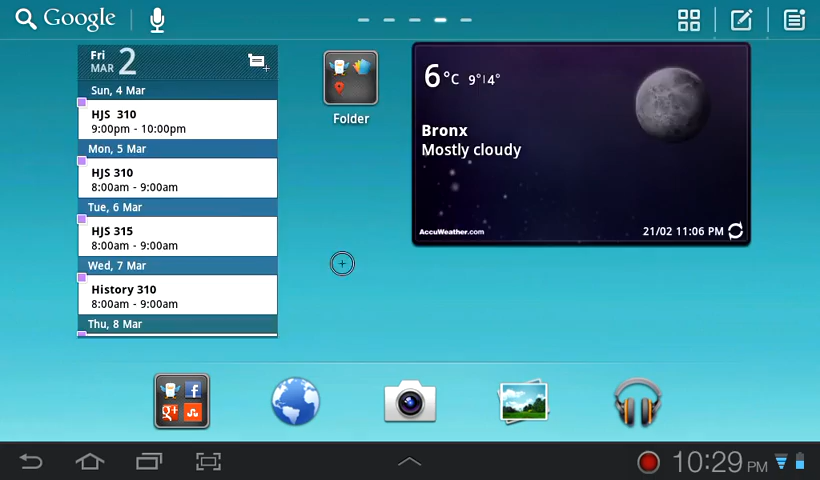 Google
Fri
MAR 2
Sun, 4 Mar
HJS 310
9:00pm - 10:00pm
Mon, 5 Mar
HJS 310
8:00am - 9:00am
Tue, 6 Mar
HJS 315
8:00am - 9:00am
Wed, 7 Mar
History 310
8:00am - 9:00am
Thu, 8 Mar
Folder
6°C 9°|4°
Bronx
Mostly cloudy
AccuWeather.com
21/02 11:06 PM
f
g+
10:29 PM